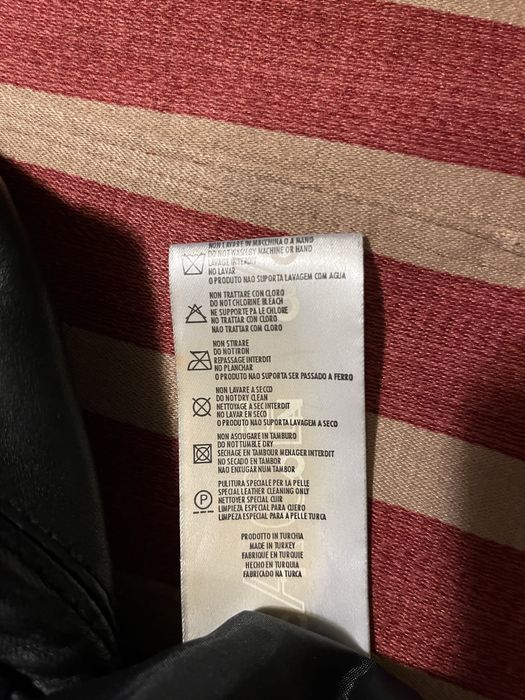 NON LAVARE IN MACCHINA O A MANO
DO NOT WASH BY MACHINE OR HAND
LAVAGE INTERDIT
NO LAVAR
O PRODUTO NAO SUPORTA LAVAGEM COM AGUA
NON TRATTARE CON CLORO
DO NOT CHLORINE BLEACH
NE SUPPORTE PA LE CHLORE
NO TRATTAR CON CLORO
NAO TRATTAR COM CLORO
NON STIRARE
DO NOT IRON
REPASSAGE INTERDIT
NO PLANCHAR
O PRODUTO NAO SUPORTA SER PASSADO A FERRO
NON LAVARE A SECCO
DO NOT DRY CLEAN
NETTOYAGE A SEC INTERDIT
NO LAVAR EN SECO
O PRODUTO NAO SUPORTA LAVAGEM A SECO
NON ASCIUGARE IN TAMBURO
DO NOT TUMBLE DRY
SECHAGE EN TAMBOUR MENAGER INTERDIT
NO SECADO EN TAMBOR
NAO ENXUGAR NUM TAMBOR
P
PULITURA SPECIALE PER LA PELLE
SPECIAL LEATHER CLEANING ONLY
NETTOYER SPECIAL CUIR
LIMPIEZA ESPECIAL PARA CUERO
LIMPEZA ESPECIAL PARA A PELLE TURCA
PRODOTTO IN TURCHIA
MADE IN TURKEY
FABRIQUE EN TURQUIE
HECHO EN TURQUIA
FABRICADO NA TURCA